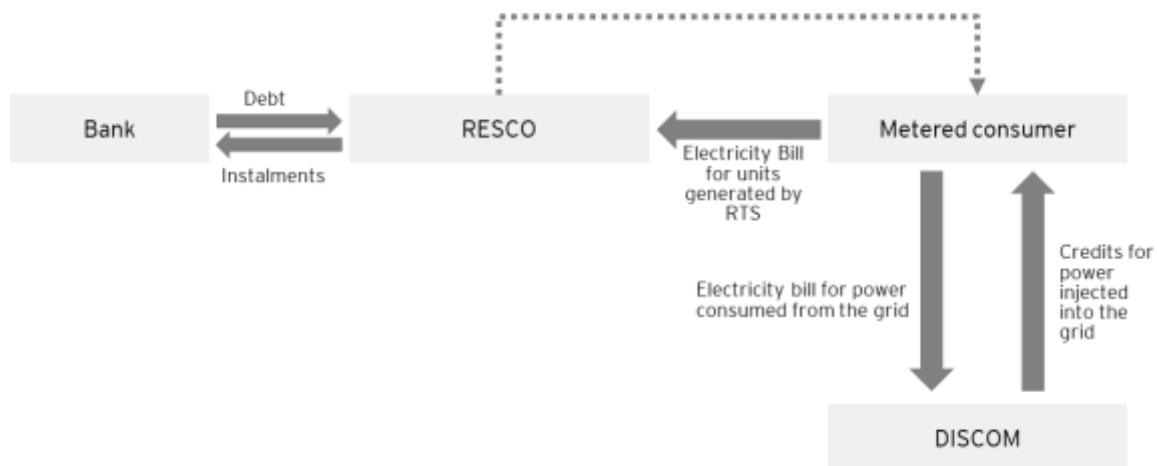 Debt
Bank
RESCO
Metered consumer
Instalments
Electricity Bill
for units
generated by
RTS
Electricity bill for power
consumed from the grid
Credits for
power
injected
into the
grid
DISCOM